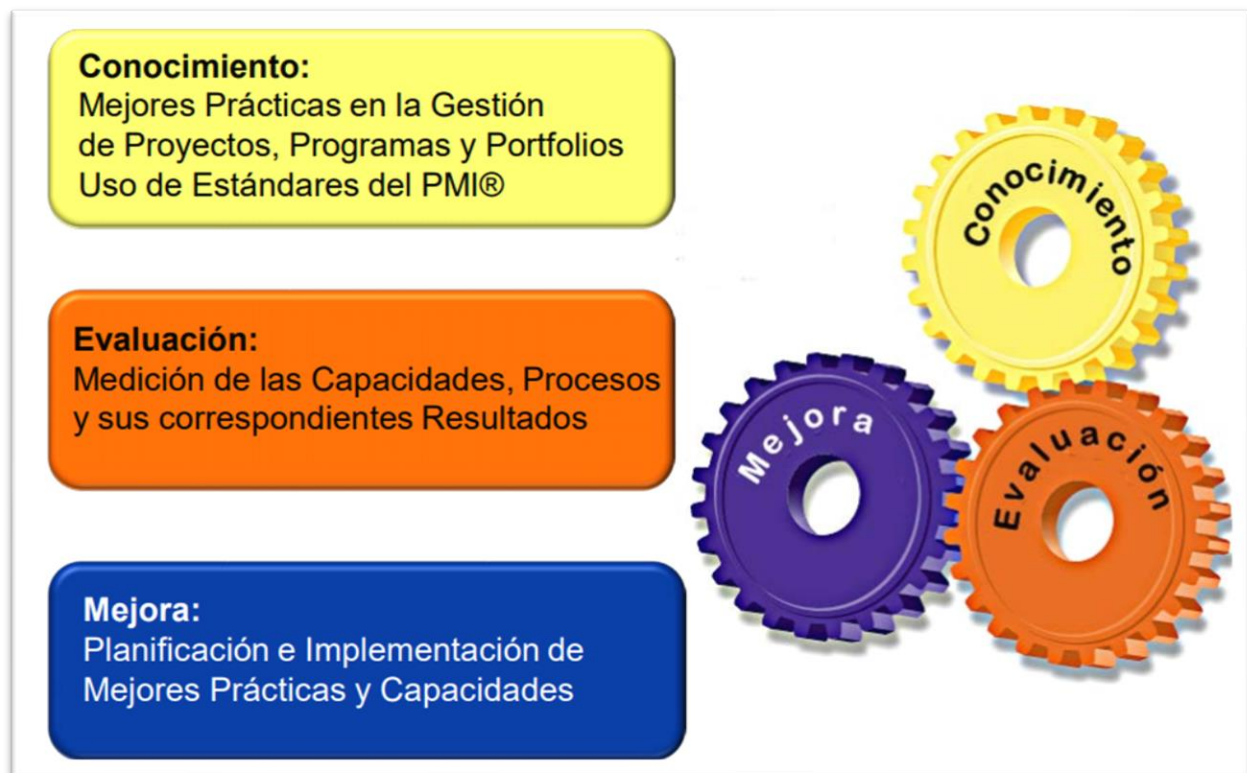 Conocimiento:
Mejores Prácticas en la Gestión
de Proyectos, Programas y Portfolios
Uso de Estándares del PMI®
Evaluación:
Medición de las Capacidades, Procesos
y sus correspondientes Resultados
Mejora:
Planificación e Implementación de
Mejores Prácticas y Capacidades
Conocimiento
Mejora
Evaluación